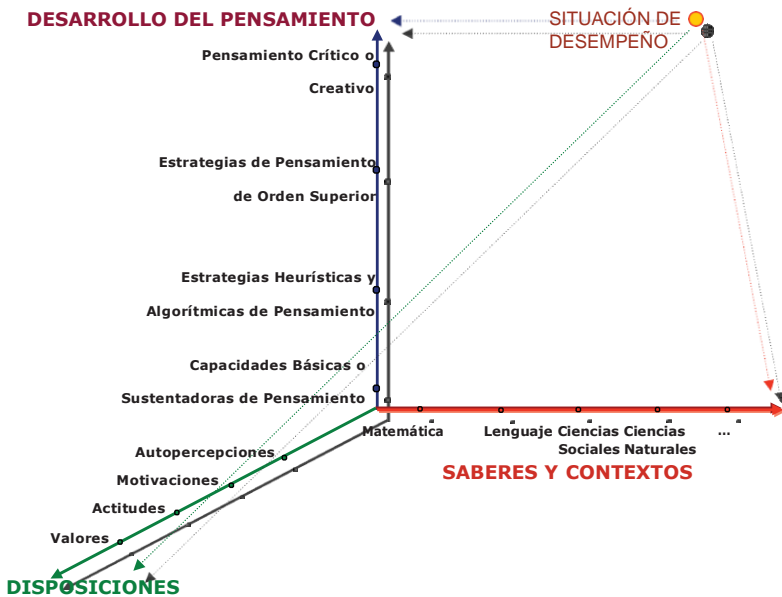 DESARROLLO DEL PENSAMIENTO
SITUACIÓN DE
DESEMPEÑO
Pensamiento Crítico o
Creativo
Estrategias de Pensamiento
de Orden Superior
Estrategias Heurísticas y
Algorítmicas de Pensamiento
Capacidades Básicas o
Sustentadoras de Pensamiento
Matemática
Lenguaje Ciencias Ciencias
...
Sociales Naturales
SABERES Y CONTEXTOS
Autopercepciones
Motivaciones
Actitudes
Valores
DISPOSICIONES